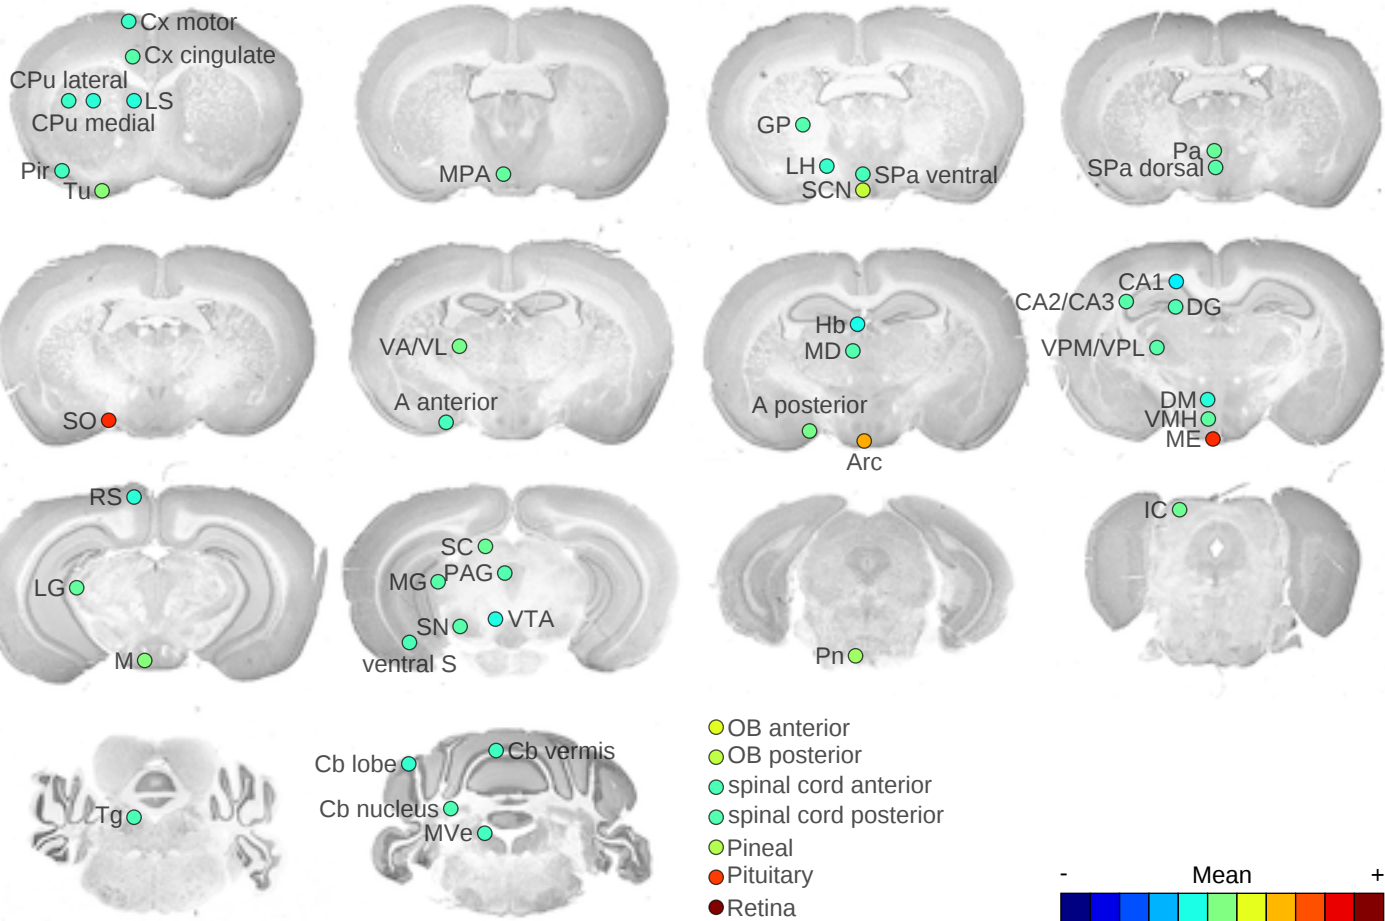 Cx motor
Cx cingulate
CPu lateral
LS
CPu medial
Pir
Tu
MPA
GP
LH
SPa ventral
SCN
Pa
SPa dorsal
SO
VA/VL
A anterior
Hb
MD
A posterior
Arc
CA1
CA2/CA3
DG
VPM/VPL
DM
VMH
ME
RS
LG
M
SC
MG
PAG
SN
VTA
ventral S
Pn
IC
Tg
Cb lobe
Cb vermis
Cb nucleus
MVe
OB anterior
OB posterior
spinal cord anterior
spinal cord posterior
Pineal
Pituitary
Retina
- Mean +